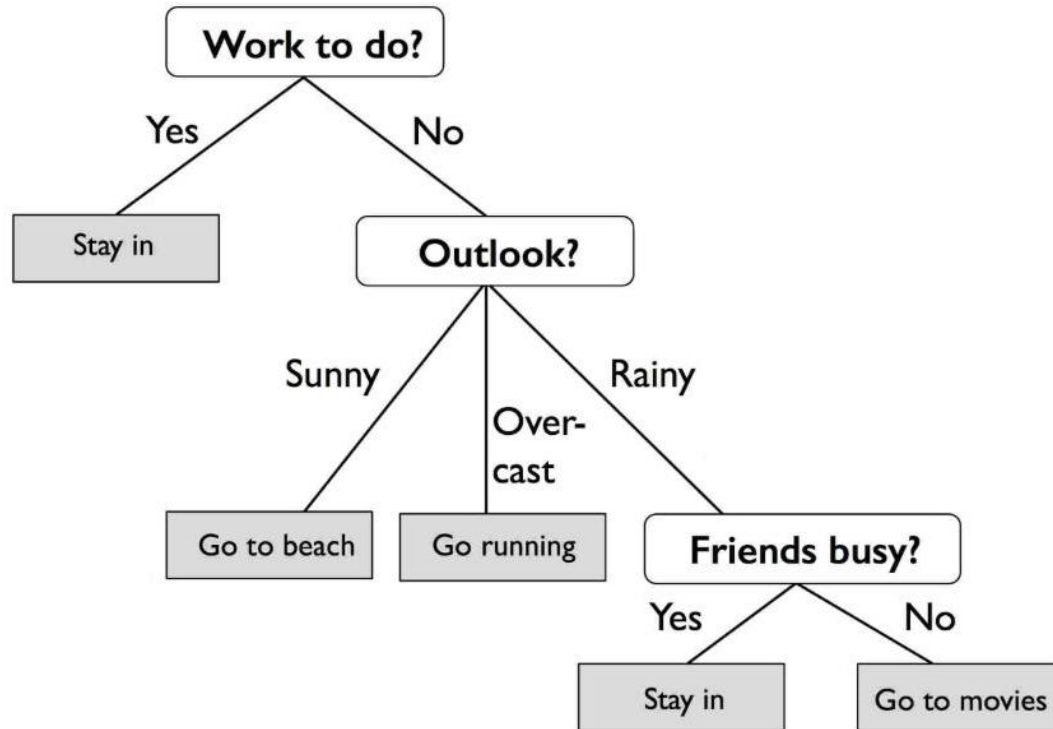 Work to do?
Yes
No
Stay in
Outlook?
Sunny
Over-
cast
Rainy
Go to beach
Go running
Friends busy?
Yes
No
Stay in
Go to movies